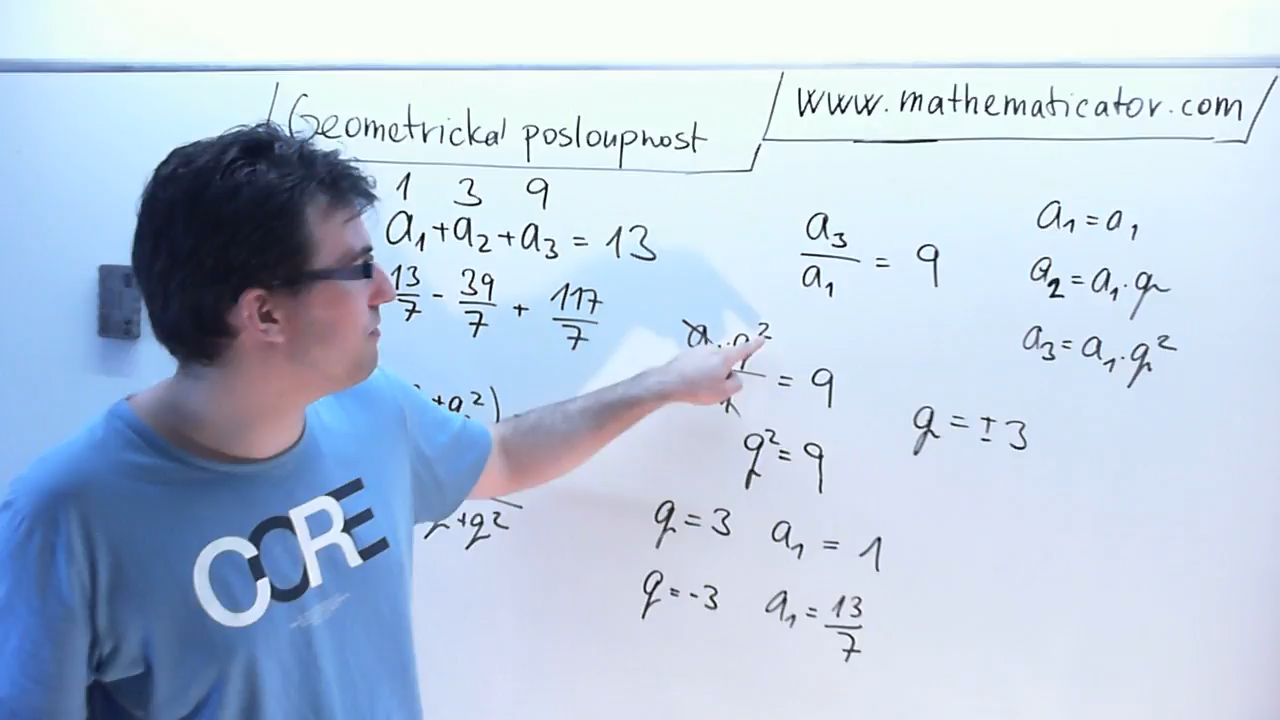 Geometrická posloupnost
www.mathematicator.com
1 3 9
a₁+a₂+a₃ = 13
13/7 - 39/7 + 117/7
+q²)
+q²
a₃/a₁ = 9
= 9
q² = 9
q = ±3
q = 3 a₁ = 1
q = -3 a₁ = 13/7
a₁ = a₁
a₂ = a₁·q
a₃ = a₁·q²
CORE